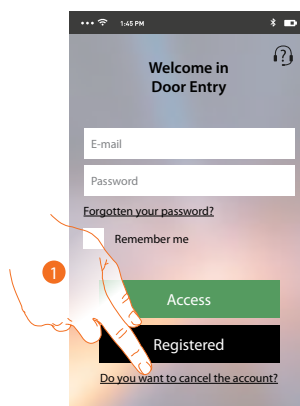 1:45 PM
?
Welcome in
Door Entry
E-mail
Password
Forgotten your password?
Remember me
1
Access
Registered
Do you want to cancel the account?